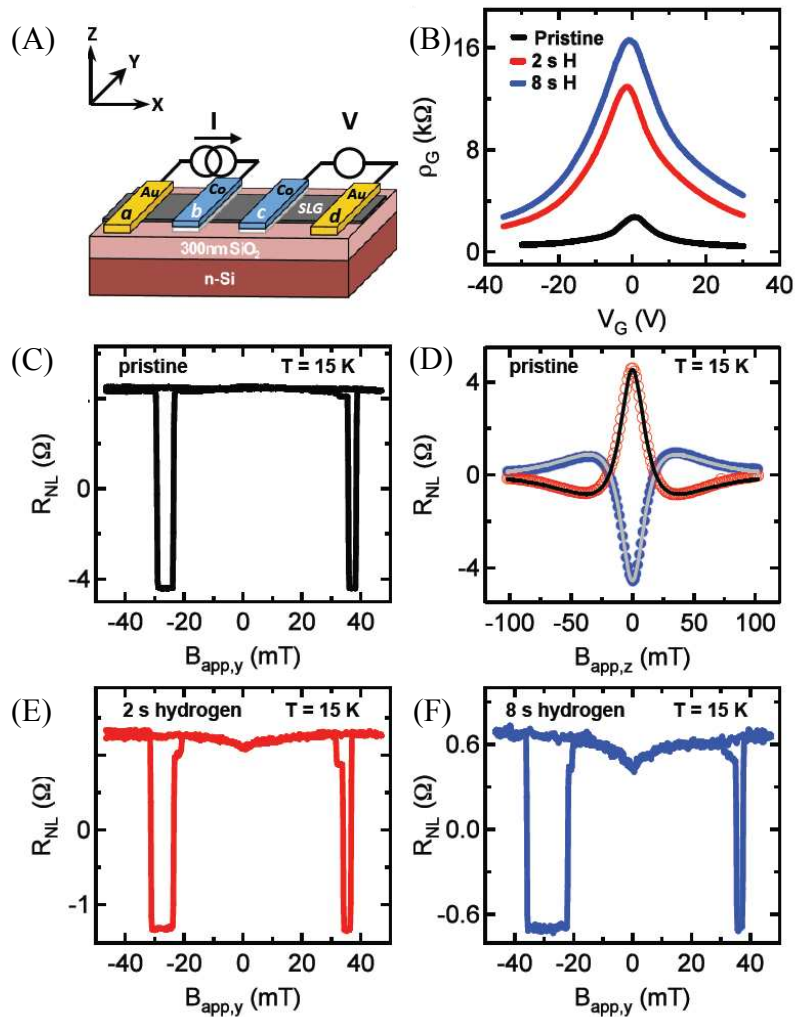 (A)
Z
Y
X
I
V
Au
Co
Co
Au
a
b
c
SLG
d
300nm SiO₂
n-Si
(B)
Pristine
2 s H
8 s H
16
8
0
ρG (kΩ)
-40 -20 0 20 40
VG (V)
(C)
pristine T = 15 K
0
-4
RNL (Ω)
-40 -20 0 20 40
Bapp,y (mT)
(D)
pristine T = 15 K
4
0
-4
RNL (Ω)
-100 -50 0 50 100
Bapp,z (mT)
(E)
2 s hydrogen T = 15 K
0
-1
RNL (Ω)
-40 -20 0 20 40
Bapp,y (mT)
(F)
8 s hydrogen T = 15 K
0.6
0.0
-0.6
RNL (Ω)
-40 -20 0 20 40
Bapp,y (mT)